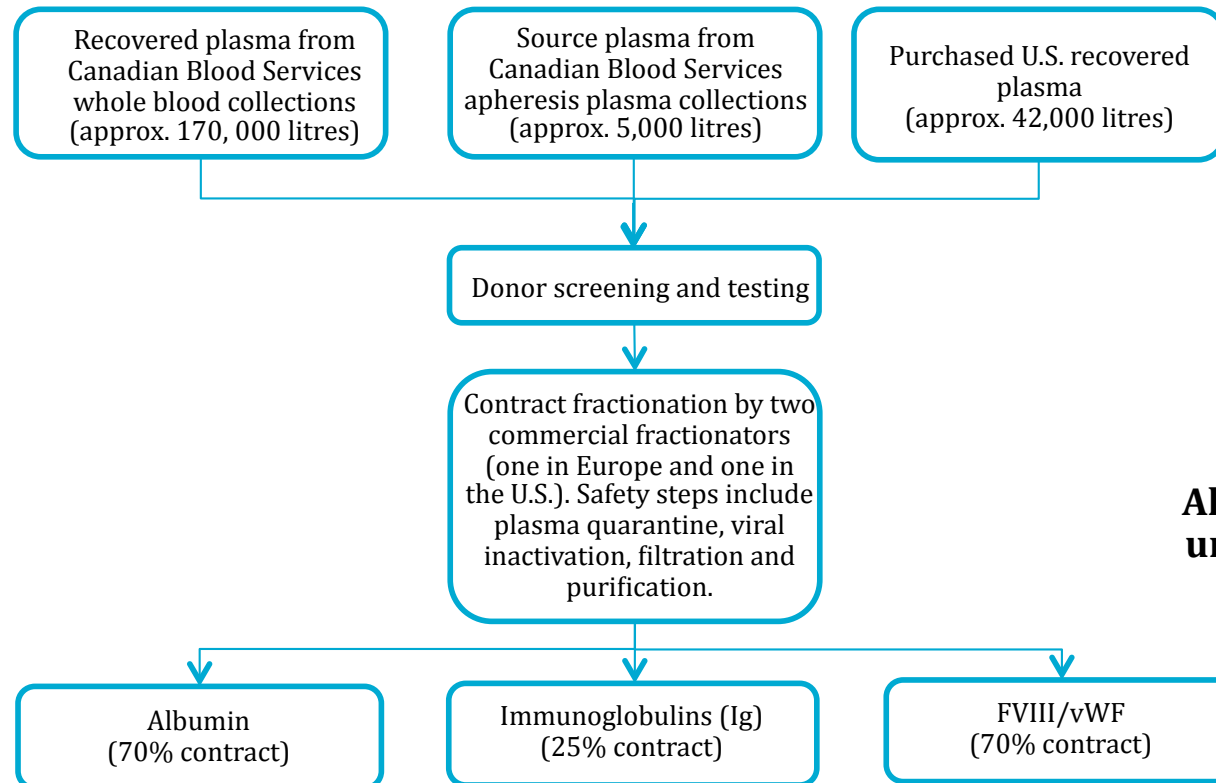 Recovered plasma from
Canadian Blood Services
whole blood collections
(approx. 170, 000 litres)
Source plasma from
Canadian Blood Services
apheresis plasma collections
(approx. 5,000 litres)
Purchased U.S. recovered
plasma
(approx. 42,000 litres)
Donor screening and testing
Contract fractionation by two
commercial fractionators
(one in Europe and one in
the U.S.). Safety steps include
plasma quarantine, viral
inactivation, filtration and
purification.
Albumin
(70% contract)
Immunoglobulins (Ig)
(25% contract)
FVIII/vWF
(70% contract)